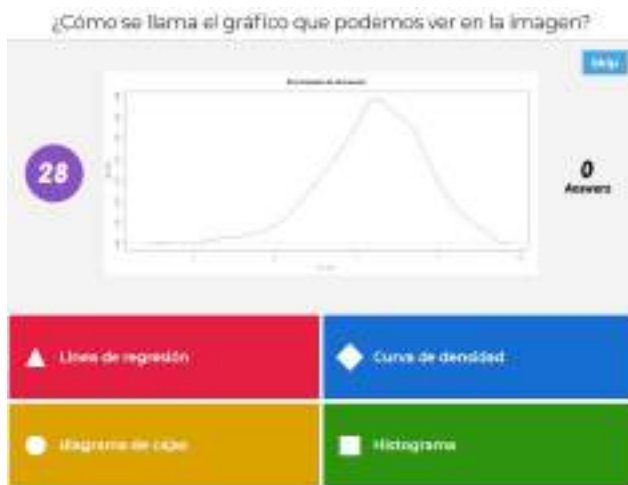 ¿Cómo se llama el gráfico que podemos ver en la imagen?
Skip
28
0
Answers
Línea de regresión
Curva de densidad
diagrama de cajas
Histograma